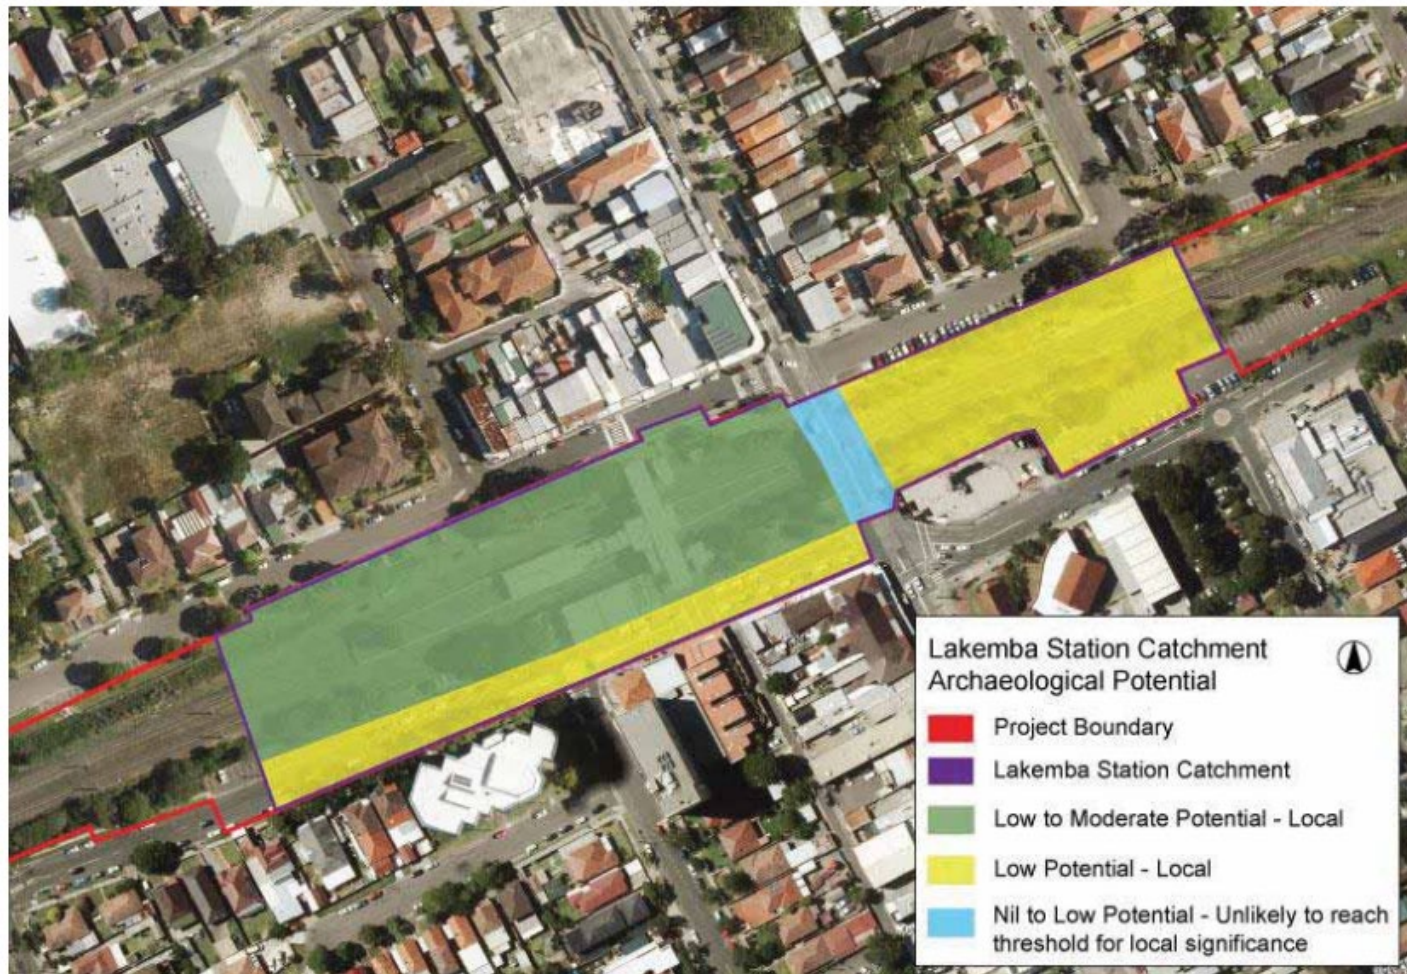 Lakemba Station Catchment
Archaeological Potential
Project Boundary
Lakemba Station Catchment
Low to Moderate Potential - Local
Low Potential - Local
Nil to Low Potential - Unlikely to reach
threshold for local significance